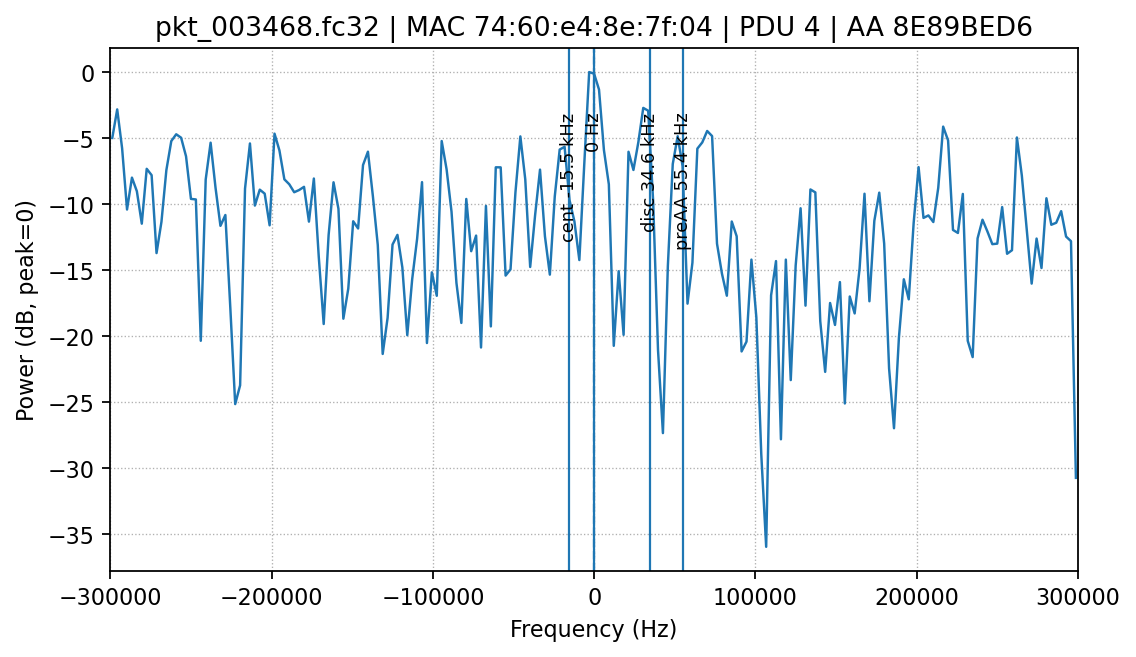 pkt_003468.fc32 | MAC 74:60:e4:8e:7f:04 | PDU 4 | AA 8E89BED6
Power (dB, peak=0)
0
−5
−10
−15
−20
−25
−30
−35
cent -15.5 kHz
0 Hz
disc 34.6 kHz
preAA 55.4 kHz
−300000
−200000
−100000
0
100000
200000
300000
Frequency (Hz)